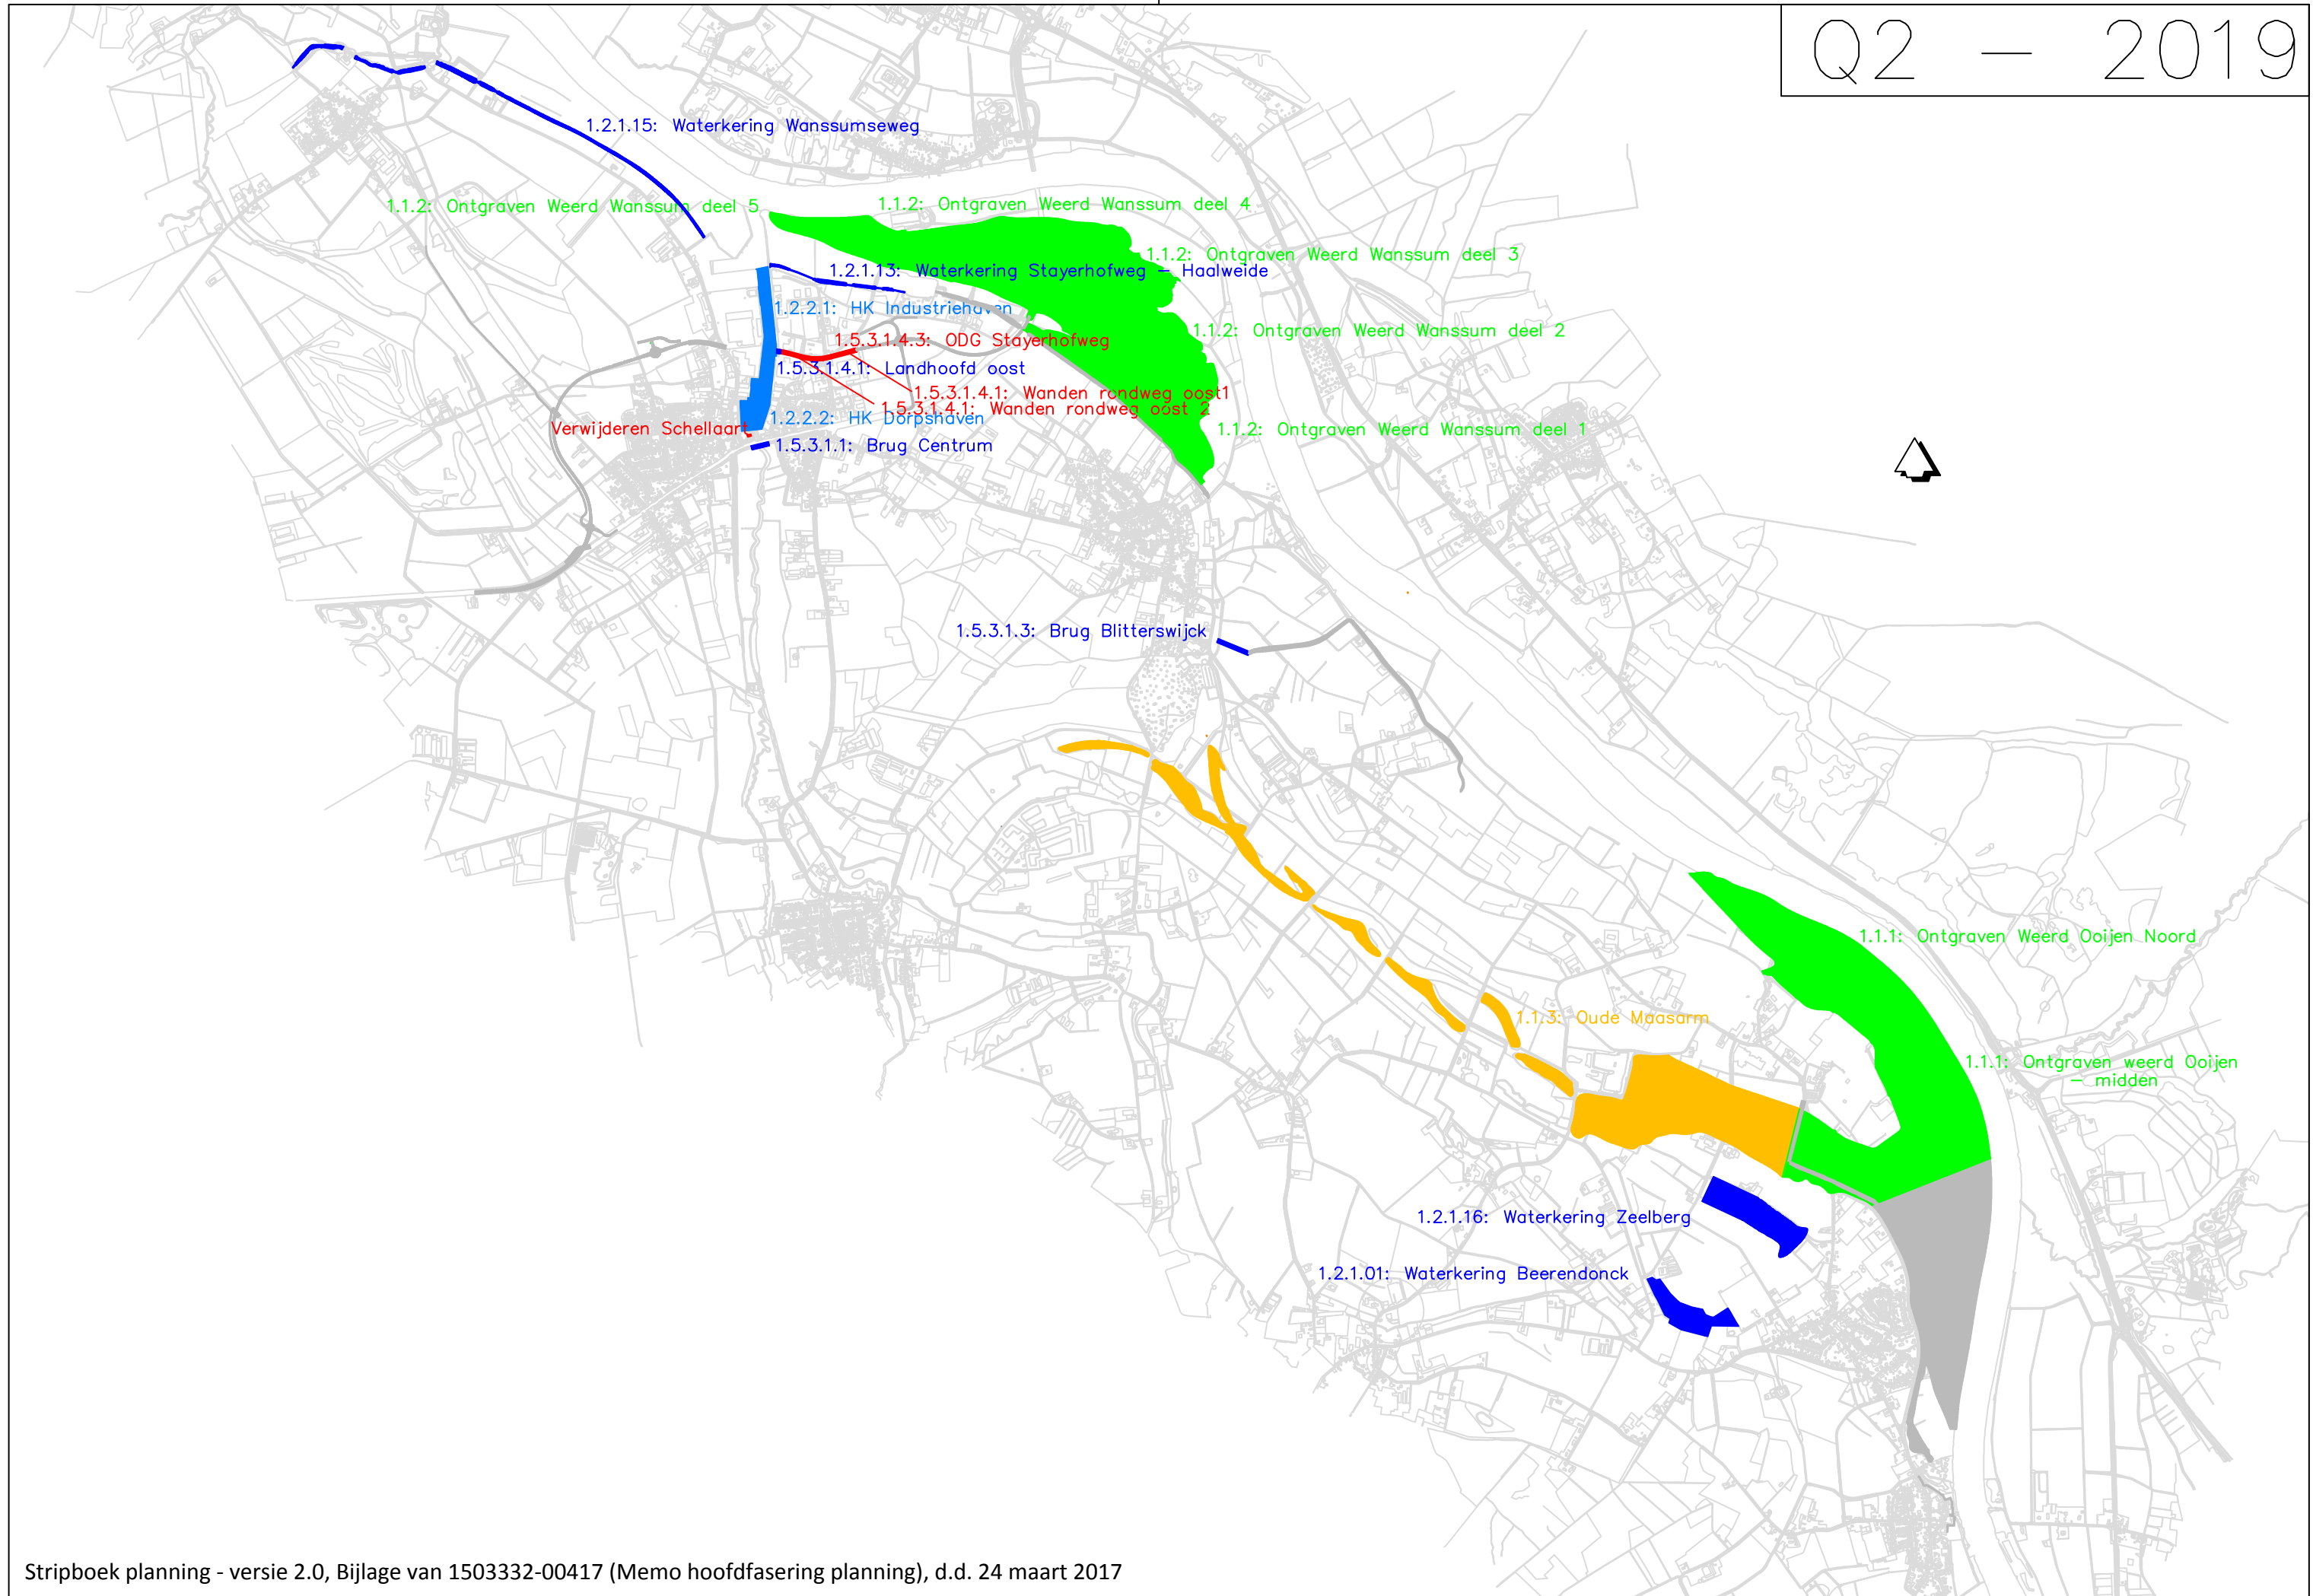 Q2 - 2019
1.2.1.15: Waterkering Wanssumseweg
1.1.2: Ontgraven Weerd Wanssum deel 5
1.1.2: Ontgraven Weerd Wanssum deel 4
1.1.2: Ontgraven Weerd Wanssum deel 3
1.2.1.13: Waterkering Stayerhofweg - Haalweide
1.2.2.1: HK Industriehaven
1.1.2: Ontgraven Weerd Wanssum deel 2
1.5.3.1.4.3: ODG Stayerhofweg
1.5.3.1.4.1: Landhoofd oost
1.5.3.1.4.1: Wanden rondweg oost1
1.5.3.1.4.1: Wanden rondweg oost 2
1.2.2.2: HK Dorpshaven
Verwijderen Schellaart
1.1.2: Ontgraven Weerd Wanssum deel 1
1.5.3.1.1: Brug Centrum
1.5.3.1.3: Brug Blitterswijck
1.1.1: Ontgraven Weerd Ooijen Noord
1.1.3: Oude Maasarm
1.1.1: Ontgraven weerd Ooijen
- midden
1.2.1.16: Waterkering Zeelberg
1.2.1.01: Waterkering Beerendonck
Stripboek planning - versie 2.0, Bijlage van 1503332-00417 (Memo hoofdfasering planning), d.d. 24 maart 2017